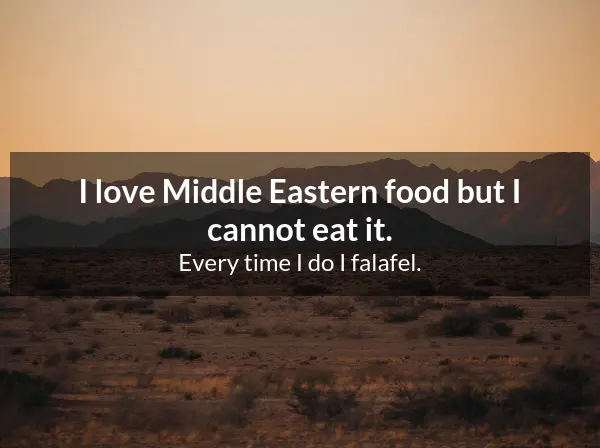 I love Middle Eastern food but I
cannot eat it.
Every time I do I falafel.